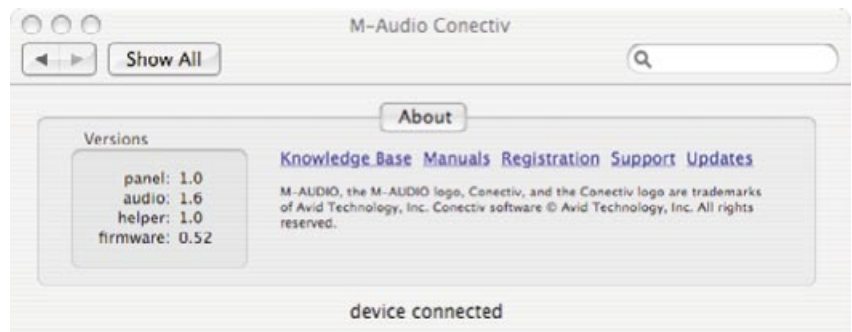 M-Audio Conectiv
Show All
About
Versions
panel: 1.0
audio: 1.6
helper: 1.0
firmware: 0.52
Knowledge Base Manuals Registration Support Updates
M-AUDIO, the M-AUDIO logo, Conectiv, and the Conectiv logo are trademarks
of Avid Technology, Inc. Conectiv software © Avid Technology, Inc. All rights
reserved.
device connected